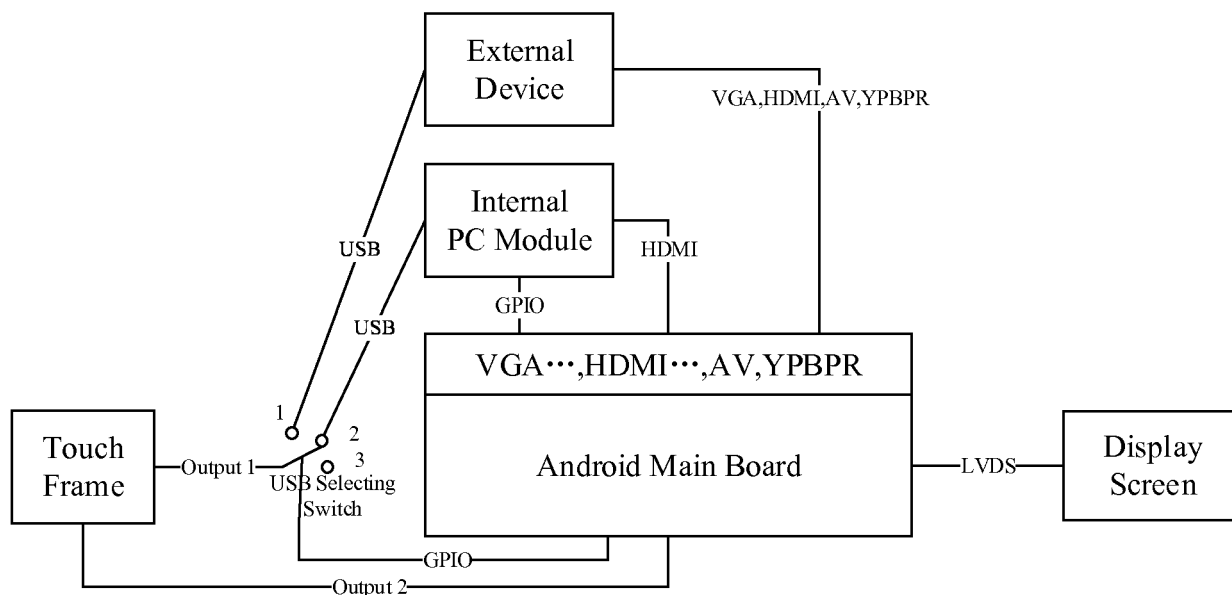 External
Device
VGA,HDMI,AV,YPBPR
Internal
PC Module
USB
HDMI
GPIO
USB
VGA···,HDMI···,AV,YPBPR
1
2
3
Touch
Frame
Output 1
USB Selecting
Switch
Android Main Board
LVDS
Display
Screen
GPIO
Output 2